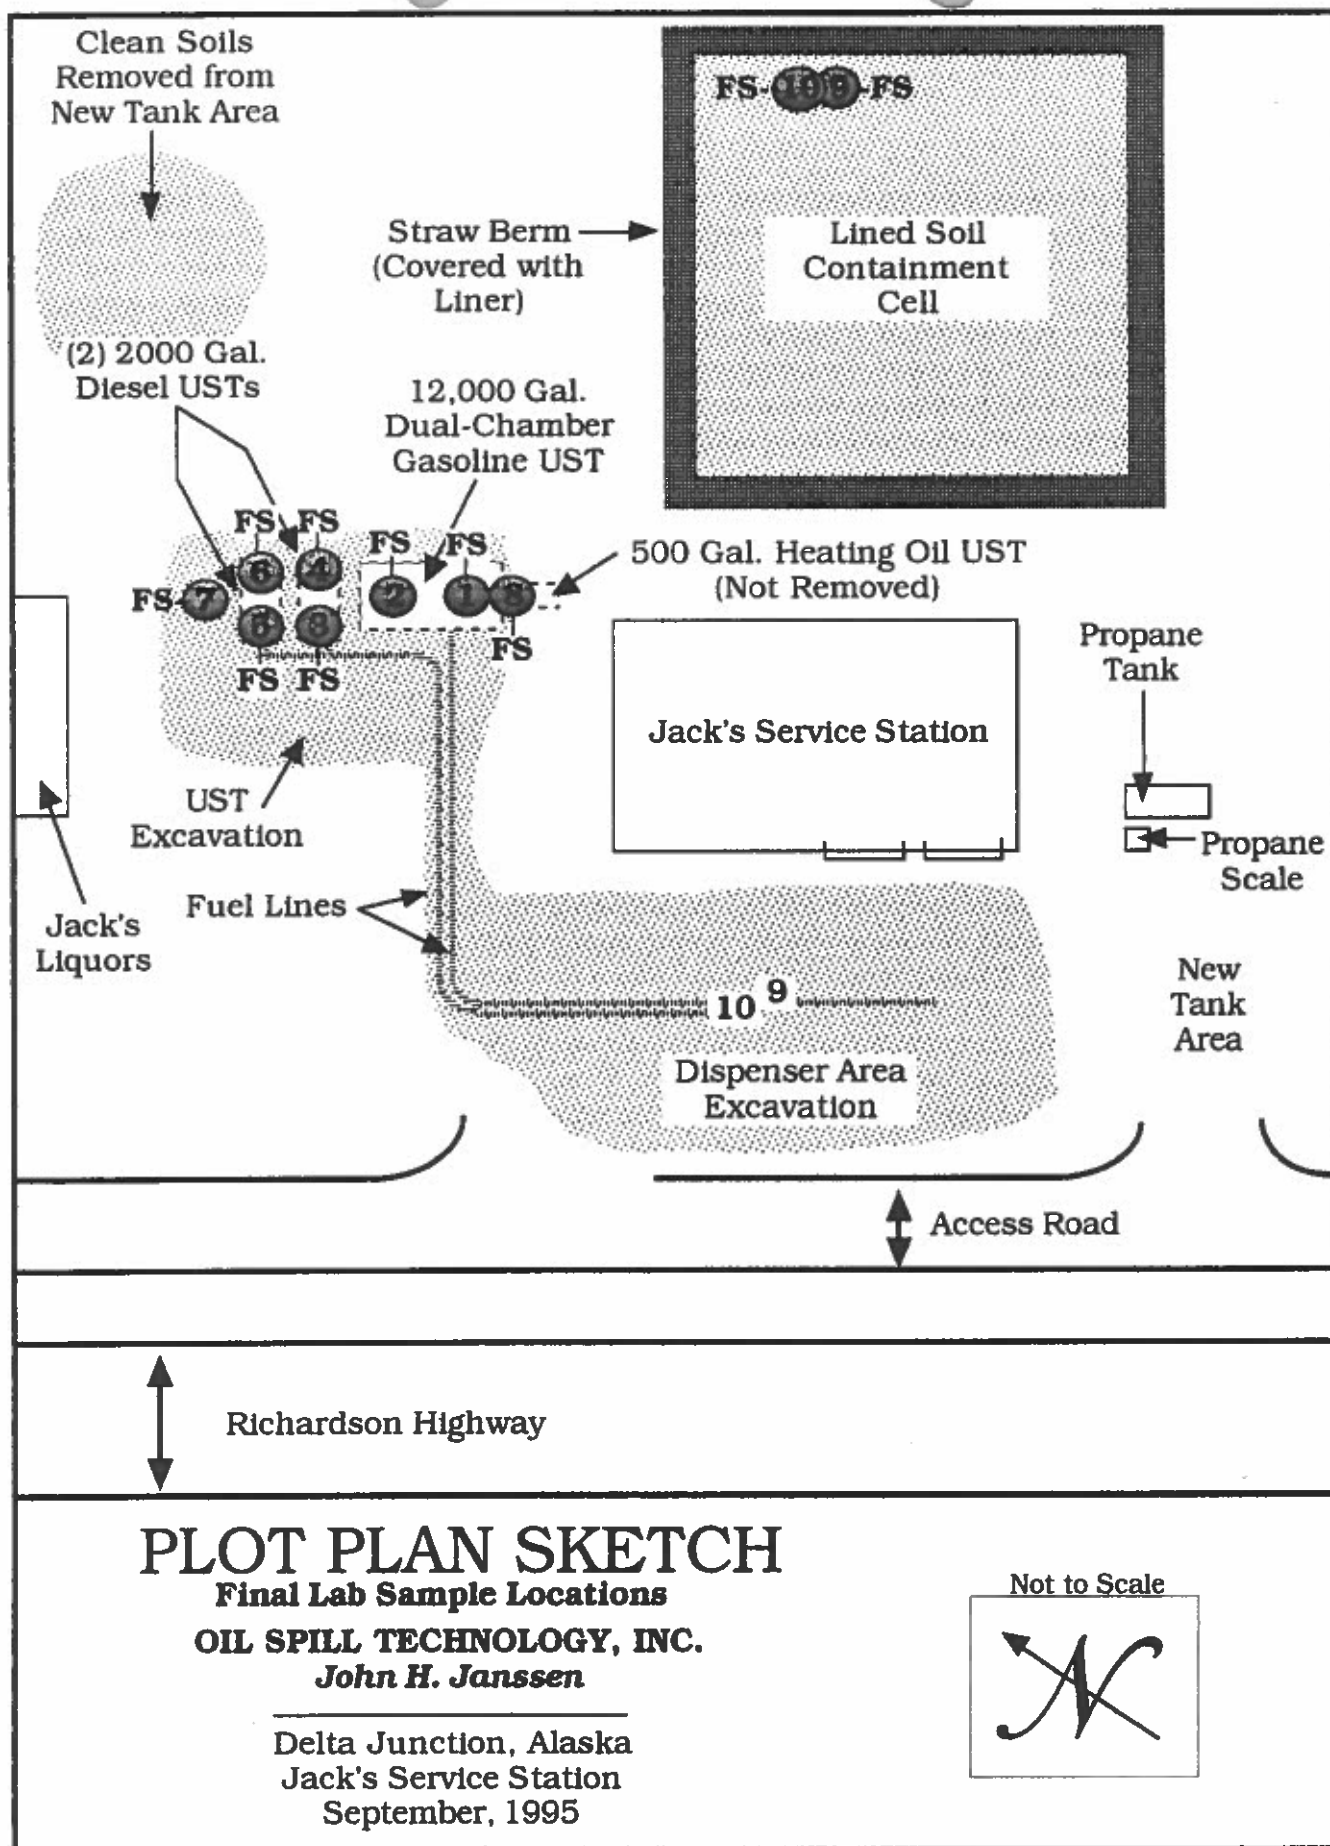 Clean Soils
Removed from
New Tank Area
FS-10 9-FS
Straw Berm
(Covered with
Liner)
Lined Soil
Containment
Cell
(2) 2000 Gal.
Diesel USTs
12,000 Gal.
Dual-Chamber
Gasoline UST
FS FS
FS FS
6 4
2 1 8
FS-7
5 3
FS FS
FS
500 Gal. Heating Oil UST
(Not Removed)
Propane
Tank
Jack's Service Station
UST
Excavation
Propane
Scale
Fuel Lines
Jack's
Liquors
10 9
New
Tank
Area
Dispenser Area
Excavation
Access Road
Richardson Highway
PLOT PLAN SKETCH
Final Lab Sample Locations
OIL SPILL TECHNOLOGY, INC.
John H. Janssen
Delta Junction, Alaska
Jack's Service Station
September, 1995
Not to Scale
N